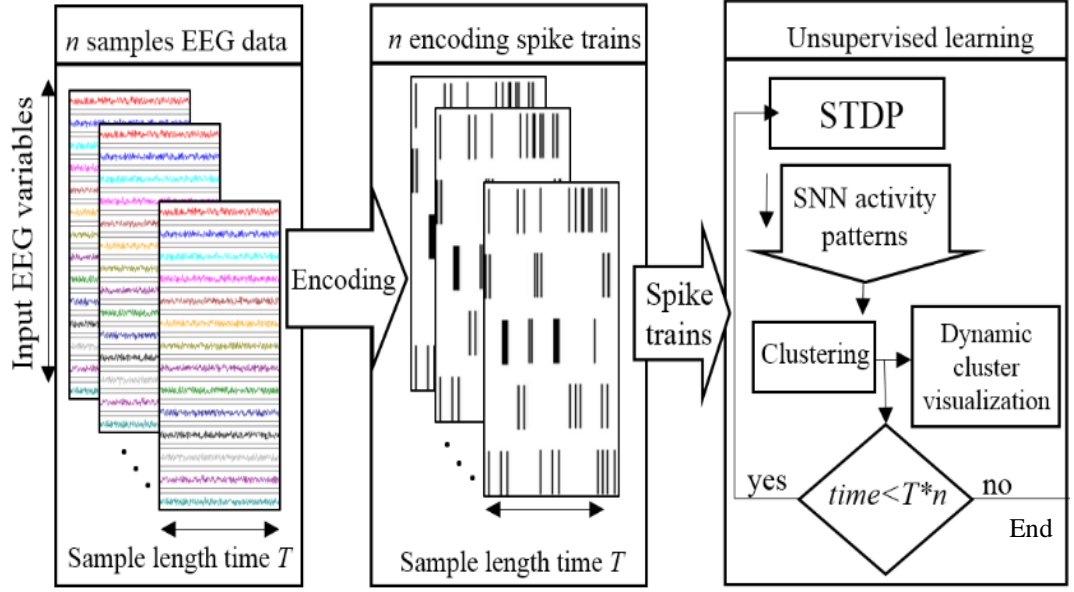 n samples EEG data
Input EEG variables
Sample length time T
Encoding
n encoding spike trains
Sample length time T
Spike
trains
Unsupervised learning
STDP
SNN activity
patterns
Clustering
Dynamic
cluster
visualization
time<T*n
yes
no
End